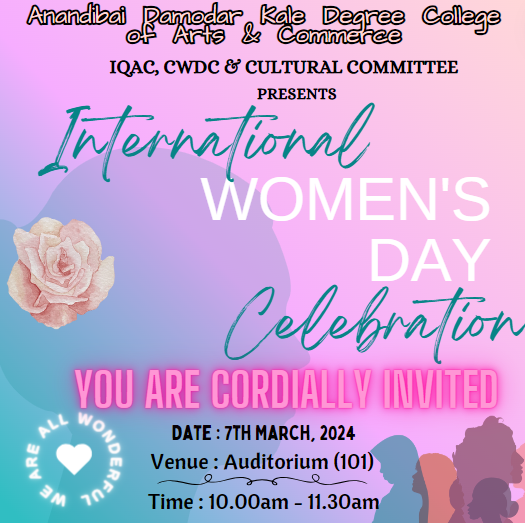 Anandibai Damodar Kale Degree College
of Arts & Commerce
IQAC, CWDC & CULTURAL COMMITTEE
PRESENTS
International
WOMEN'S
DAY
Celebration
YOU ARE CORDIALLY INVITED
WE ARE ALL WONDERFUL
DATE : 7TH MARCH, 2024
Venue : Auditorium (101)
Time : 10.00am - 11.30am